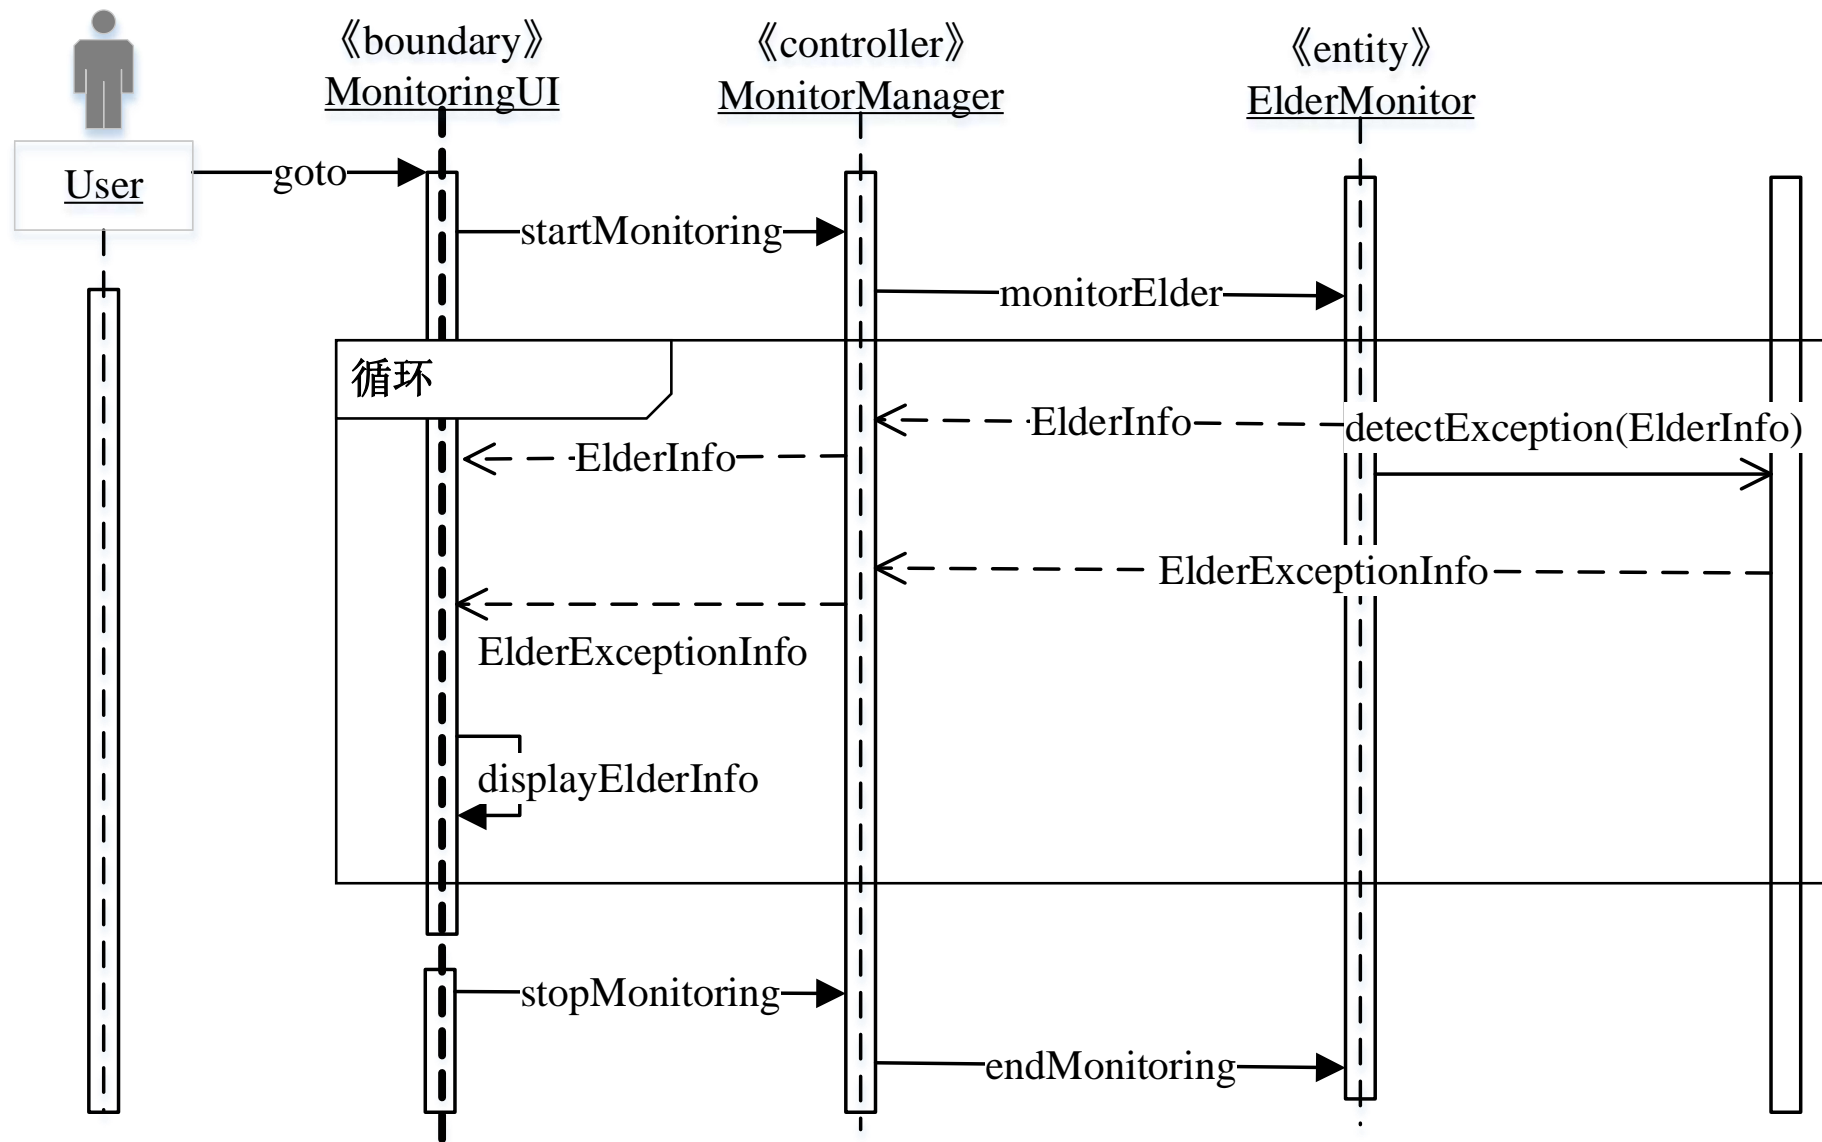 《boundary》
MonitoringUI
《controller》
MonitorManager
《entity》
ElderMonitor
User
goto
startMonitoring
monitorElder
循环
ElderInfo
detectException(ElderInfo)
ElderInfo
ElderExceptionInfo
ElderExceptionInfo
displayElderInfo
stopMonitoring
endMonitoring